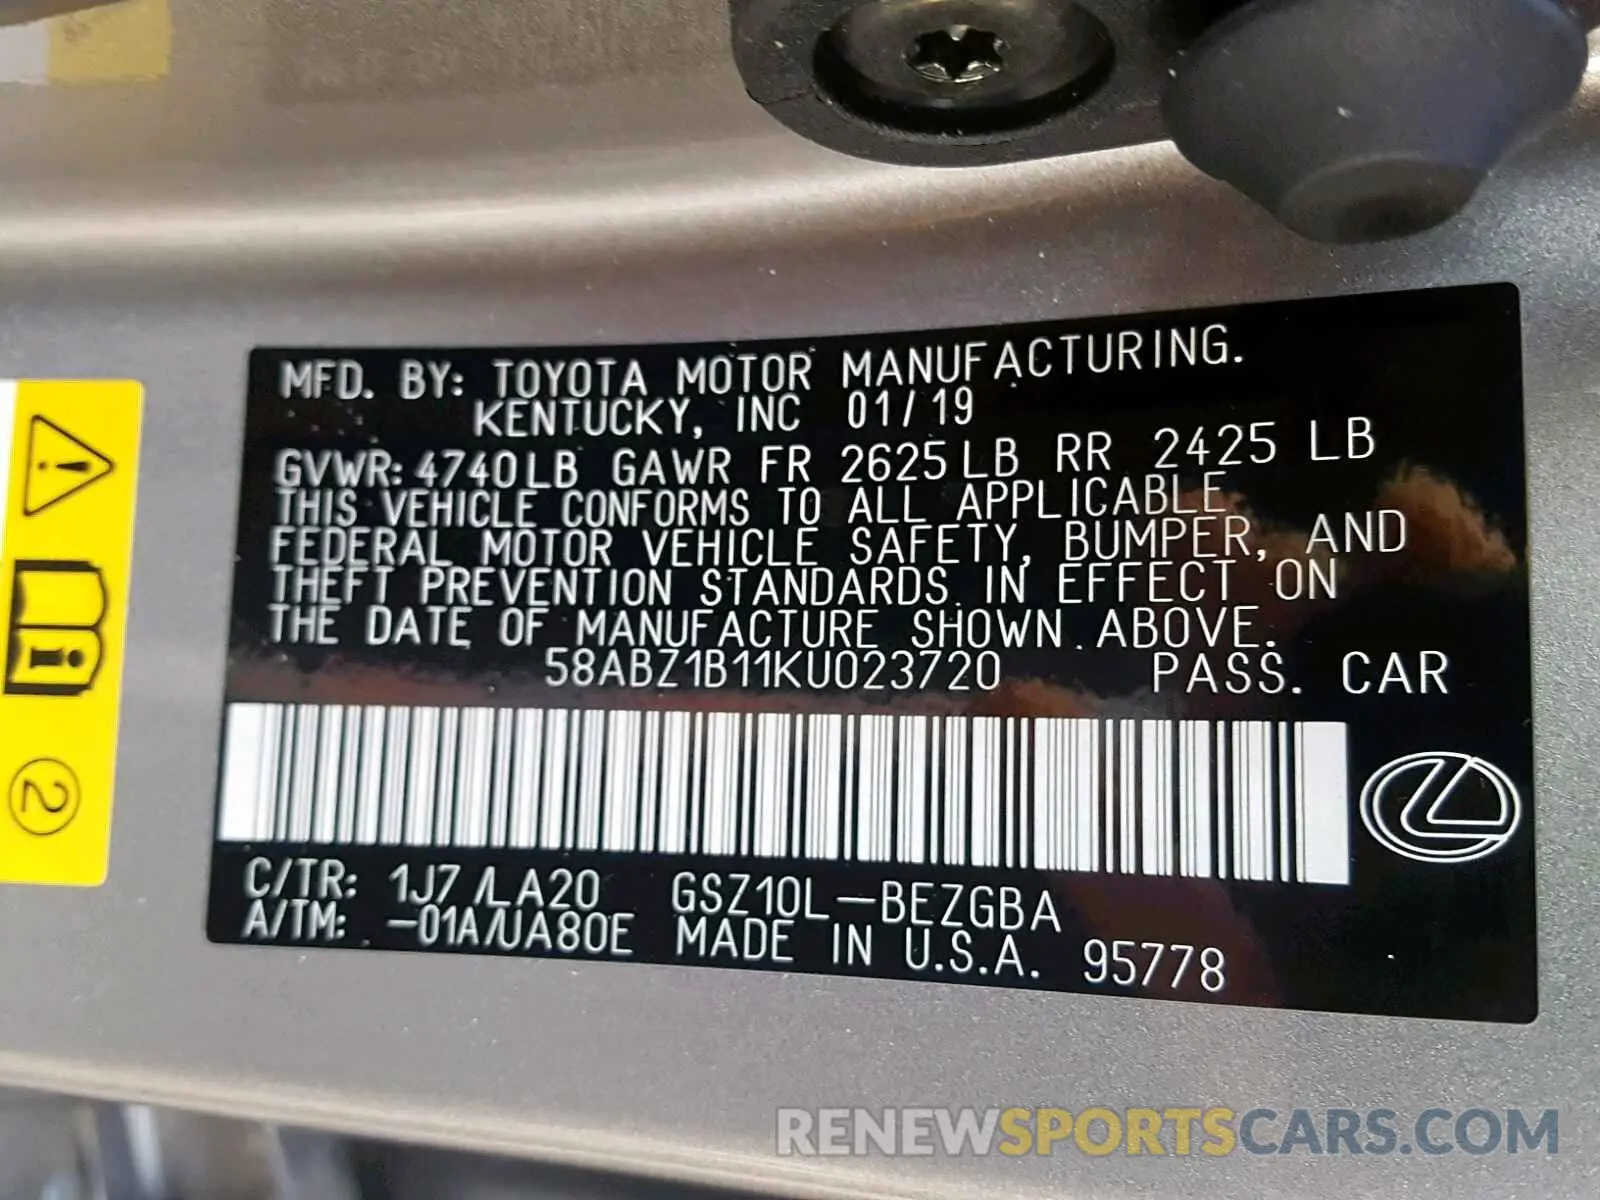 MFD. BY: TOYOTA MOTOR MANUFACTURING.
KENTUCKY, INC 01/19
GVWR: 4740LB GAWR FR 2625LB RR 2425 LB
THIS VEHICLE CONFORMS TO ALL APPLICABLE
FEDERAL MOTOR VEHICLE SAFETY, BUMPER, AND
THEFT PREVENTION STANDARDS IN EFFECT ON
THE DATE OF MANUFACTURE SHOWN ABOVE.
58ABZ1B11KU023720 PASS. CAR
C/TR: 1J7/LA20 GSZ10L-BEZGBA
A/TM: -01A/UA80E MADE IN U.S.A. 95778
2
RENEWSPORTSCARS.COM